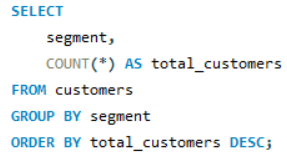 SELECT
    segment,
    COUNT(*) AS total_customers
FROM customers
GROUP BY segment
ORDER BY total_customers DESC;